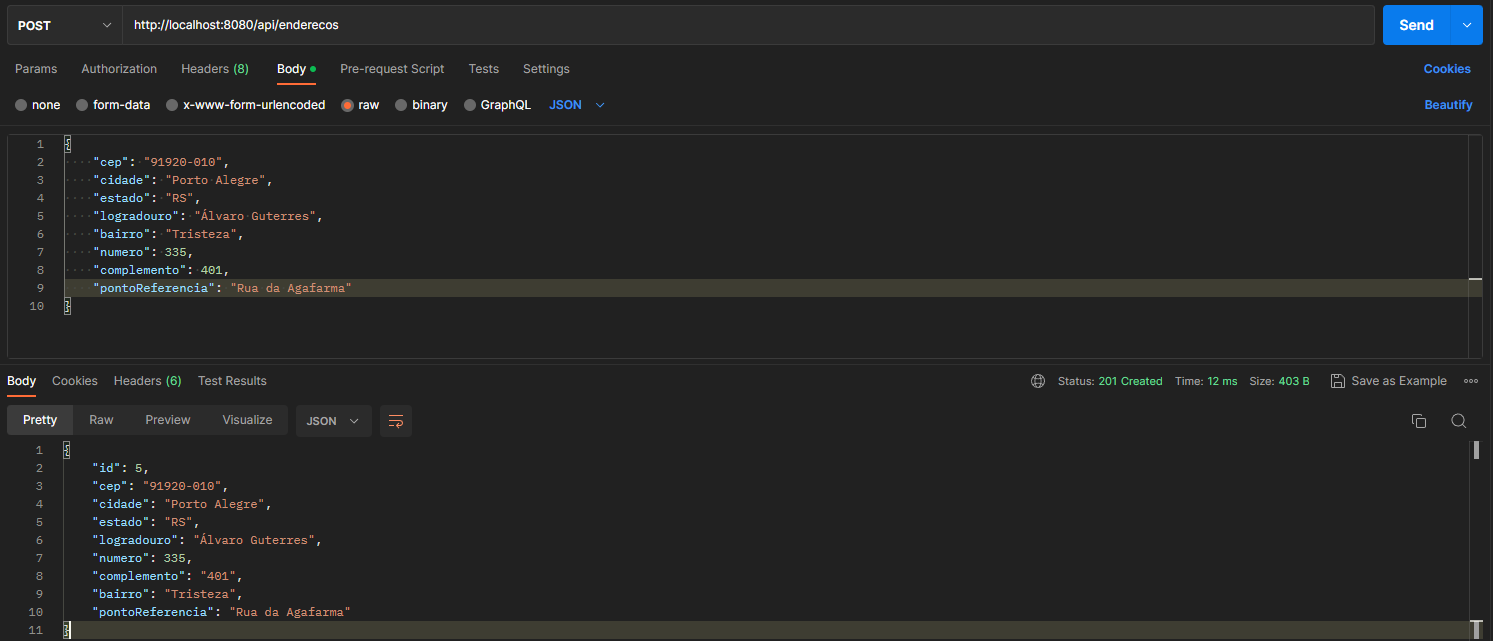 POST http://localhost:8080/api/enderecos Send
Params Authorization Headers (8) Body Pre-request Script Tests Settings Cookies
none form-data x-www-form-urlencoded raw binary GraphQL JSON Beautify
1 {
2 "cep": "91920-010",
3 "cidade": "Porto Alegre",
4 "estado": "RS",
5 "logradouro": "Álvaro Guterres",
6 "bairro": "Tristeza",
7 "numero": 335,
8 "complemento": 401,
9 "pontoReferencia": "Rua da Agafarma"
10 }
Body Cookies Headers (6) Test Results Status: 201 Created Time: 12 ms Size: 403 B Save as Example
Pretty Raw Preview Visualize JSON
1 {
2 "id": 5,
3 "cep": "91920-010",
4 "cidade": "Porto Alegre",
5 "estado": "RS",
6 "logradouro": "Álvaro Guterres",
7 "numero": 335,
8 "complemento": "401",
9 "bairro": "Tristeza",
10 "pontoReferencia": "Rua da Agafarma"
11 }